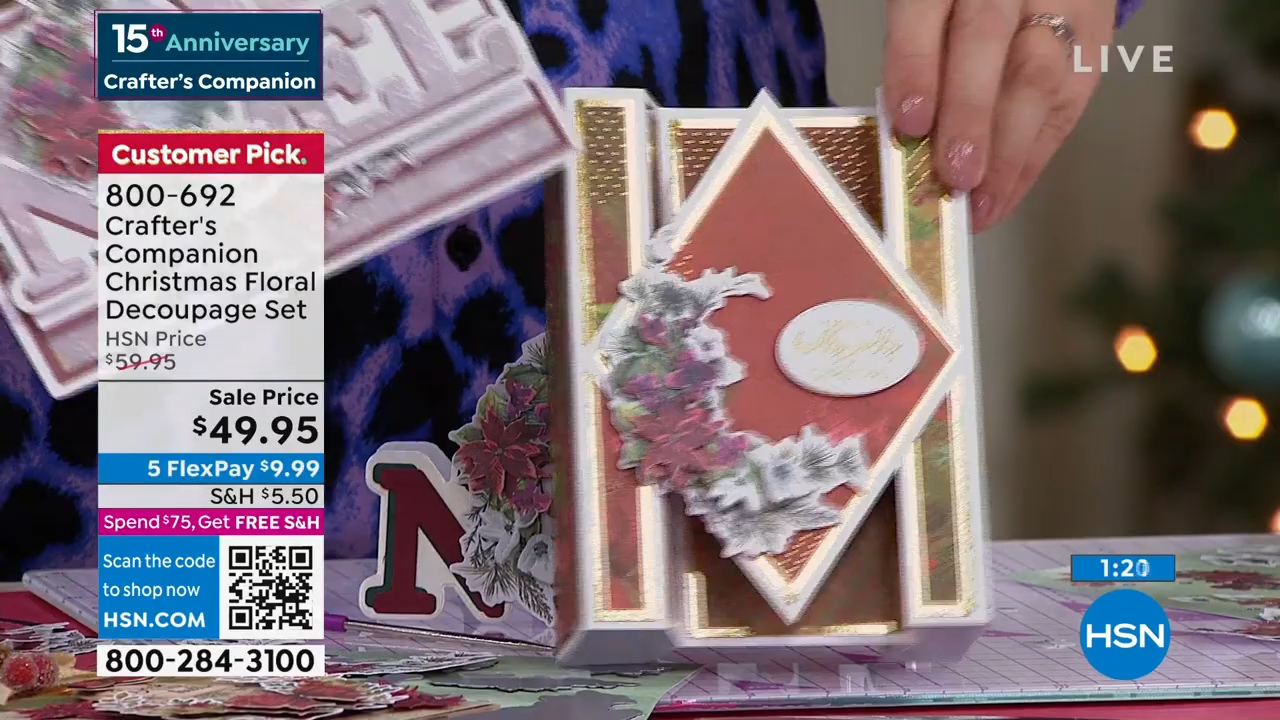 15th Anniversary
Crafter's Companion
Customer Pick.
800-692
Crafter's
Companion
Christmas Floral
Decoupage Set
HSN Price
$59.95
Sale Price
$49.95
5 FlexPay $9.99
S&H $5.50
Spend $75, Get FREE S&H
Scan the code
to shop now
HSN.COM
800-284-3100
LIVE
N
1:20
HSN